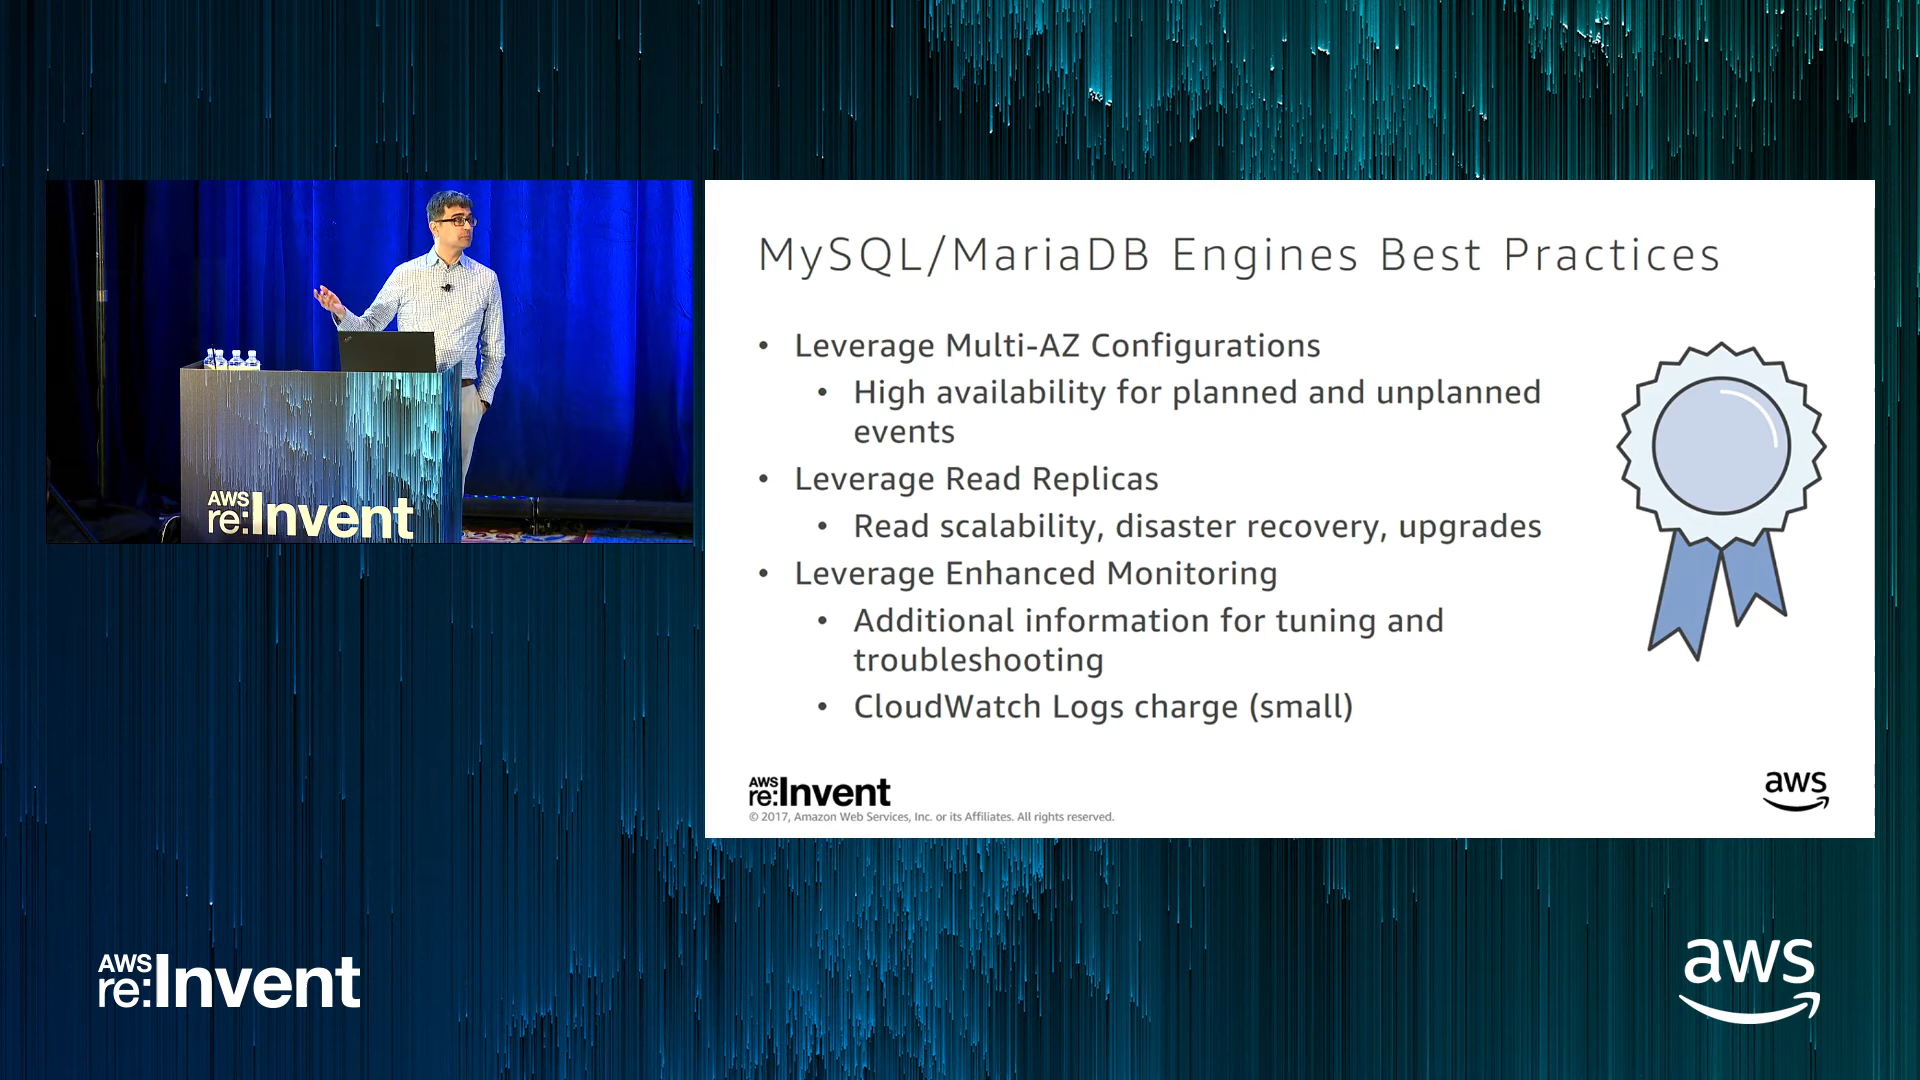 MySQL/MariaDB Engines Best Practices
• Leverage Multi-AZ Configurations
• High availability for planned and unplanned
events
• Leverage Read Replicas
• Read scalability, disaster recovery, upgrades
• Leverage Enhanced Monitoring
• Additional information for tuning and
troubleshooting
• CloudWatch Logs charge (small)
AWS
re:Invent
© 2017, Amazon Web Services, Inc. or its Affiliates. All rights reserved.
aws
AWS
re:Invent
AWS
re:Invent
aws